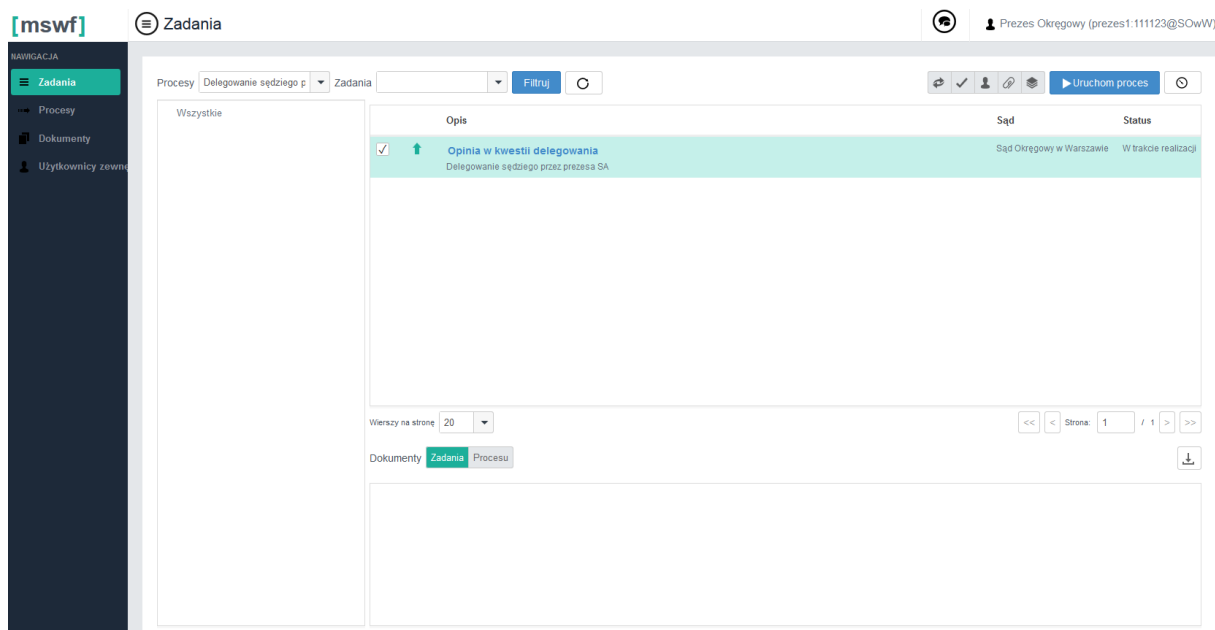 [mswf]
Zadania
Prezes Okręgowy (prezes1:111123@SOwW)
NAWIGACJA
Zadania
Procesy
Dokumenty
Użytkownicy zewnę
Procesy Delegowanie sędziego p Zadania Filtruj Uruchom proces
Wszystkie
Opis Sąd Status
Opinia w kwestii delegowania Sąd Okręgowy w Warszawie W trakcie realizacji
Delegowanie sędziego przez prezesa SA
Wierszy na stronę 20 << < Strona: 1 / 1 > >>
Dokumenty Zadania Procesu